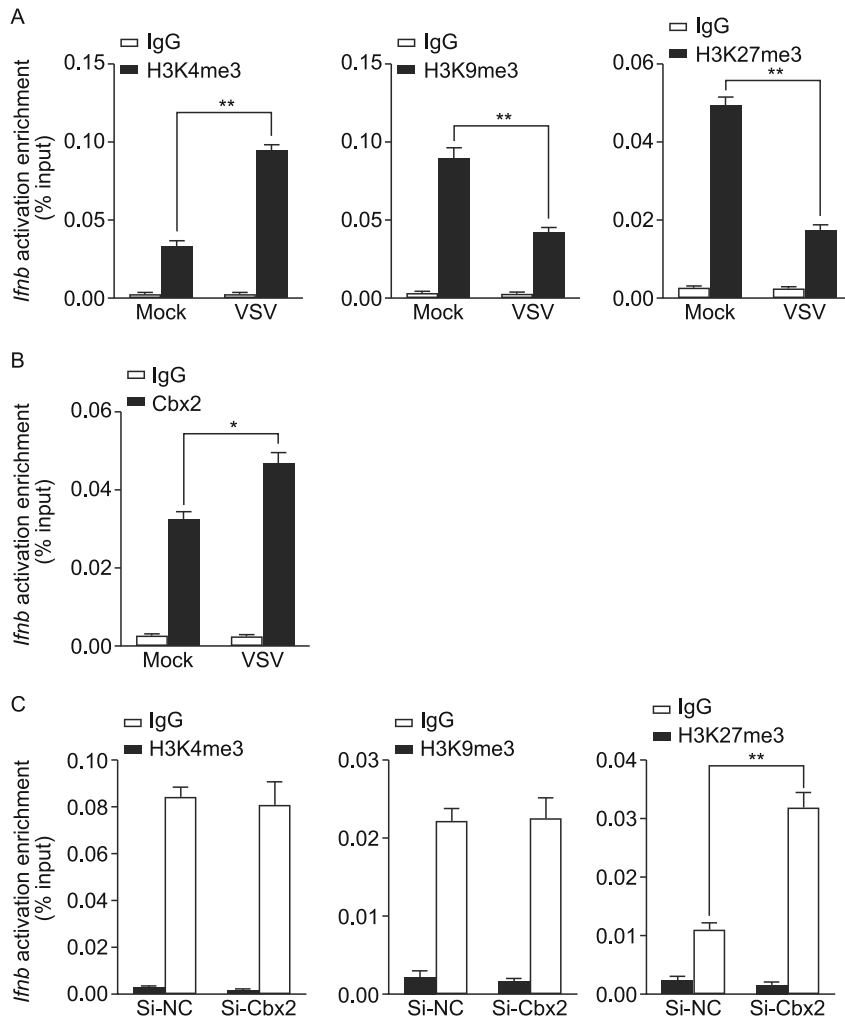 A
IgG
H3K4me3
0.15
0.10
0.05
0.00
**
Mock VSV
Ifnb activation enrichment
(% input)
IgG
H3K9me3
0.15
0.10
0.05
0.00
**
Mock VSV
IgG
H3K27me3
0.06
0.04
0.02
0.00
**
Mock VSV
B
IgG
Cbx2
0.06
0.04
0.02
0.00
*
Mock VSV
Ifnb activation enrichment
(% input)
C
IgG
H3K4me3
0.10
0.08
0.06
0.04
0.02
0.00
Si-NC Si-Cbx2
Ifnb activation enrichment
(% input)
IgG
H3K9me3
0.03
0.02
0.01
0.00
Si-NC Si-Cbx2
IgG
H3K27me3
0.04
0.03
0.02
0.01
0.00
**
Si-NC Si-Cbx2